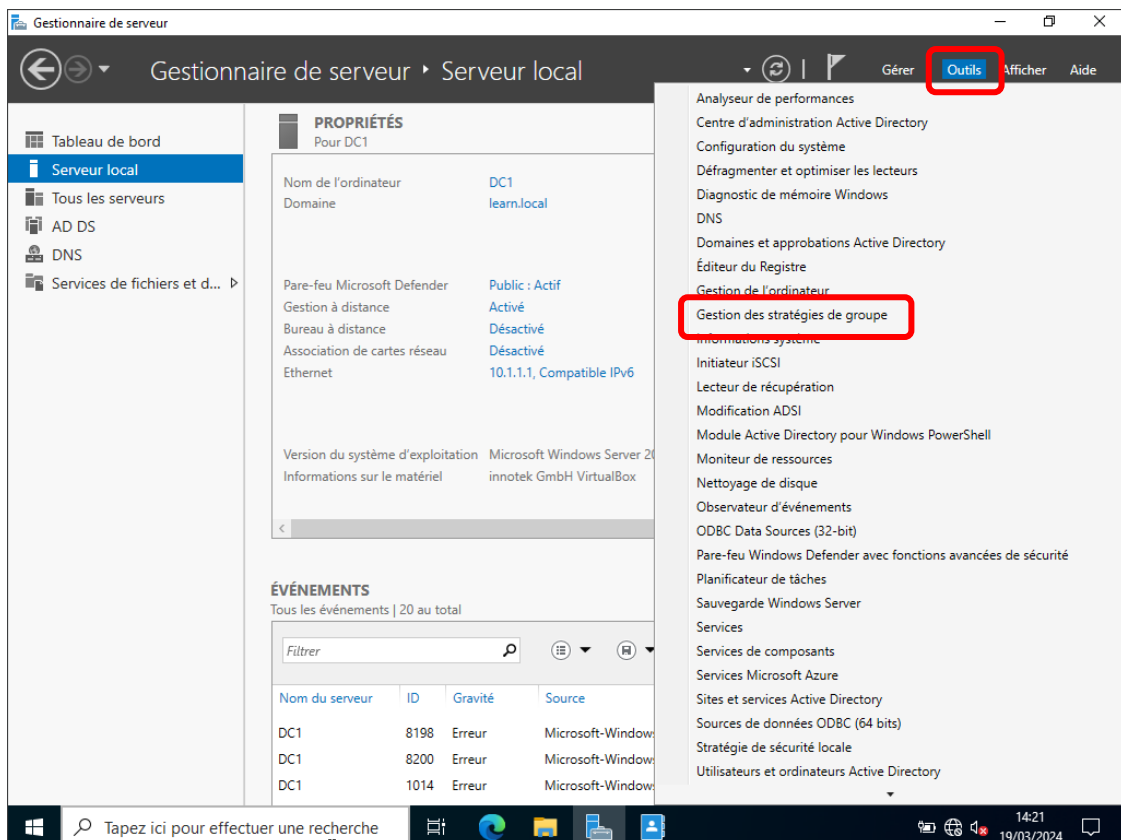 Gestionnaire de serveur
Gestionnaire de serveur • Serveur local
Gérer Outils Afficher Aide
Tableau de bord
Serveur local
Tous les serveurs
AD DS
DNS
Services de fichiers et d...
PROPRIÉTÉS
Pour DC1
Nom de l'ordinateur DC1
Domaine learn.local
Pare-feu Microsoft Defender Public : Actif
Gestion à distance Activé
Bureau à distance Désactivé
Association de cartes réseau Désactivé
Ethernet 10.1.1.1, Compatible IPv6
Version du système d'exploitation Microsoft Windows Server 20
Informations sur le matériel innotek GmbH VirtualBox
ÉVÉNEMENTS
Tous les événements | 20 au total
Filtrer
Nom du serveur ID Gravité Source
DC1 8198 Erreur Microsoft-Window
DC1 8200 Erreur Microsoft-Window
DC1 1014 Erreur Microsoft-Window
Analyseur de performances
Centre d'administration Active Directory
Configuration du système
Défragmenter et optimiser les lecteurs
Diagnostic de mémoire Windows
DNS
Domaines et approbations Active Directory
Éditeur du Registre
Gestion de l'ordinateur
Gestion des stratégies de groupe
Informations système
Initiateur iSCSI
Lecteur de récupération
Modification ADSI
Module Active Directory pour Windows PowerShell
Moniteur de ressources
Nettoyage de disque
Observateur d'événements
ODBC Data Sources (32-bit)
Pare-feu Windows Defender avec fonctions avancées de sécurité
Planificateur de tâches
Sauvegarde Windows Server
Services
Services de composants
Services Microsoft Azure
Sites et services Active Directory
Sources de données ODBC (64 bits)
Stratégie de sécurité locale
Utilisateurs et ordinateurs Active Directory
Tapez ici pour effectuer une recherche
14:21
19/03/2024